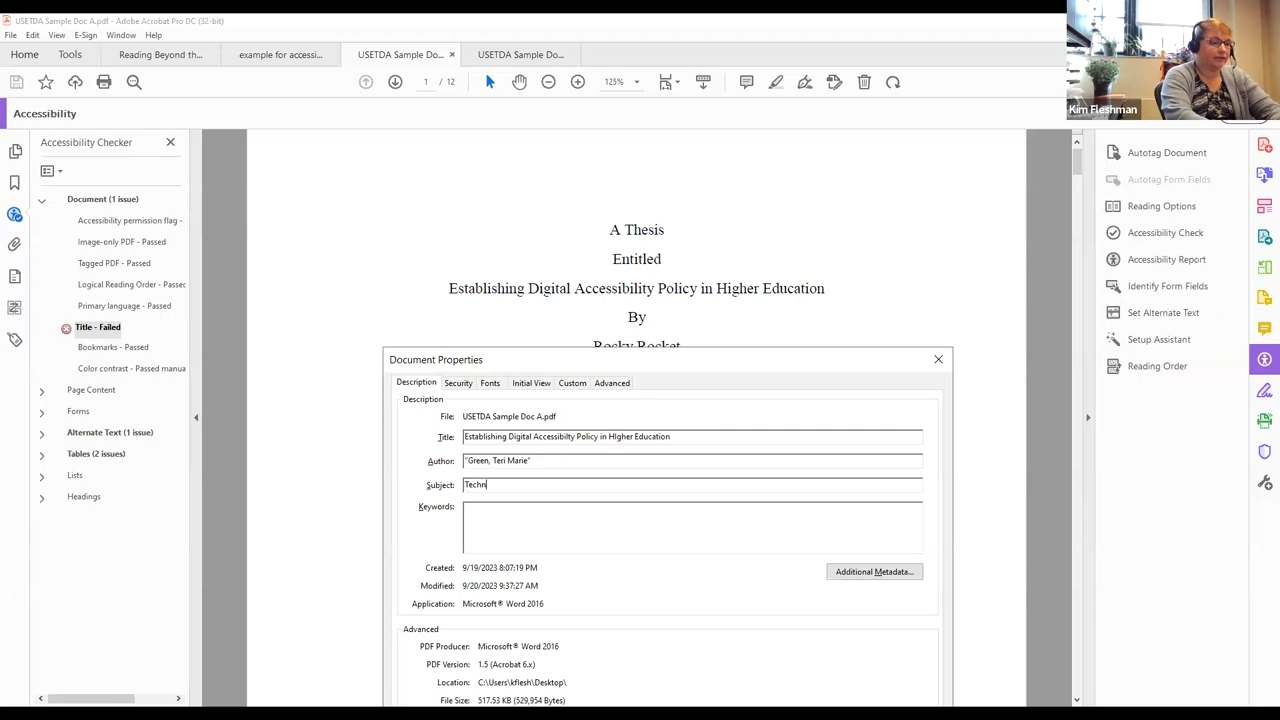 USETDA Sample Doc A.pdf - Adobe Acrobat Pro DC (32-bit)
File Edit View E-Sign Window Help
Home Tools Reading Beyond th... example for accessi... USETDA Sample Do... × USETDA Sample Do...
1 / 12 125%
Kim Fleshman
Accessibility
Accessibility Checker
Document (1 issue)
Accessibility permission flag -
Image-only PDF - Passed
Tagged PDF - Passed
Logical Reading Order - Passec
Primary language - Passed
Title - Failed
Bookmarks - Passed
Color contrast - Passed manua
Page Content
Forms
Alternate Text (1 issue)
Tables (2 issues)
Lists
Headings
A Thesis
Entitled
Establishing Digital Accessibility Policy in Higher Education
By
Rocky Rocket
Document Properties
Description Security Fonts Initial View Custom Advanced
Description
File: USETDA Sample Doc A.pdf
Title: Establishing Digital Accessibilty Policy in HIgher Education
Author: "Green, Teri Marie"
Subject: Techn
Keywords:
Created: 9/19/2023 8:07:19 PM
Additional Metadata...
Modified: 9/20/2023 9:37:27 AM
Application: Microsoft® Word 2016
Advanced
PDF Producer: Microsoft® Word 2016
PDF Version: 1.5 (Acrobat 6.x)
Location: C:\Users\kflesh\Desktop\
File Size: 517.53 KB (529,954 Bytes)
Autotag Document
Autotag Form Fields
Reading Options
Accessibility Check
Accessibility Report
Identify Form Fields
Set Alternate Text
Setup Assistant
Reading Order